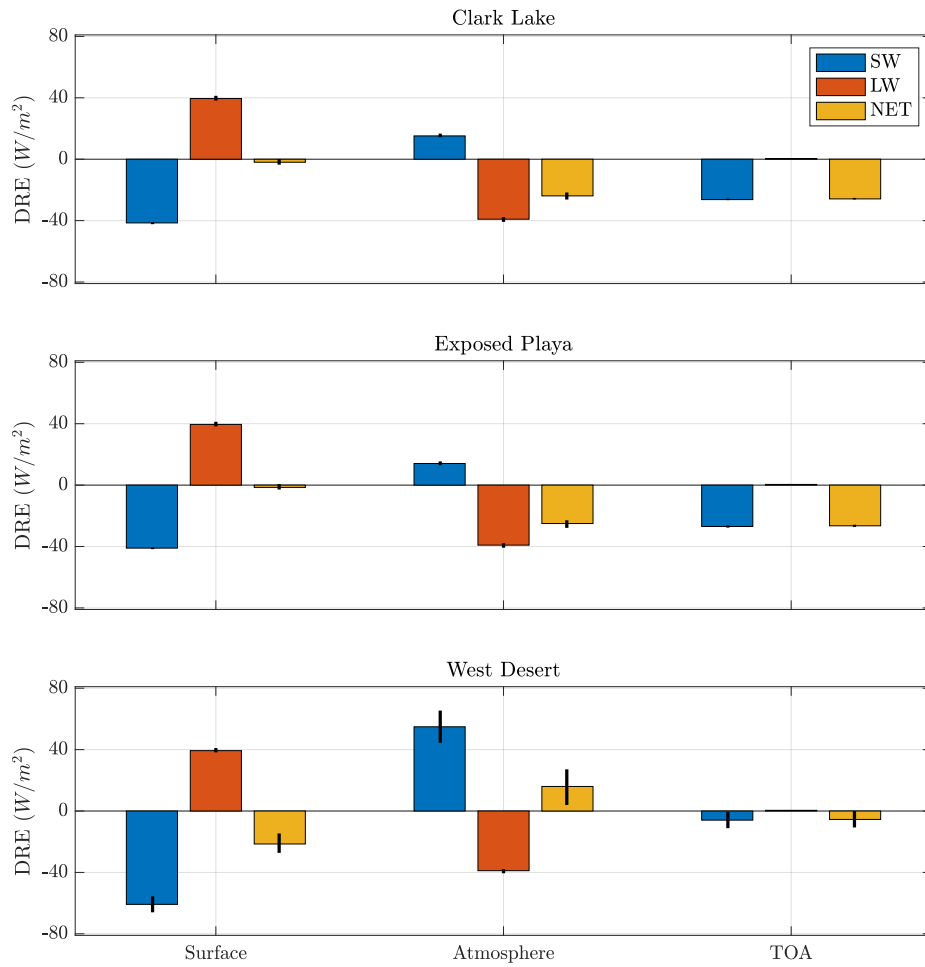 Clark Lake
80
40
0
-40
-80
DRE (W/m²)
SW
LW
NET
Exposed Playa
80
40
0
-40
-80
DRE (W/m²)
West Desert
80
40
0
-40
-80
DRE (W/m²)
Surface Atmosphere TOA